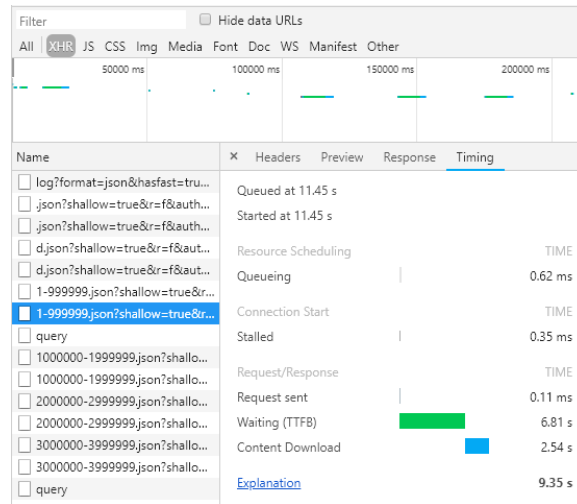 Filter Hide data URLs
All XHR JS CSS Img Media Font Doc WS Manifest Other
50000 ms 100000 ms 150000 ms 200000 ms
Name × Headers Preview Response Timing
log?format=json&hasfast=tru...
.json?shallow=true&r=f&auth...
.json?shallow=true&r=f&auth...
d.json?shallow=true&r=f&aut...
d.json?shallow=true&r=f&aut...
1-999999.json?shallow=true&r...
1-999999.json?shallow=true&r...
query
1000000-1999999.json?shallo...
1000000-1999999.json?shallo...
2000000-2999999.json?shallo...
2000000-2999999.json?shallo...
3000000-3999999.json?shallo...
3000000-3999999.json?shallo...
query
Queued at 11.45 s
Started at 11.45 s
Resource Scheduling TIME
Queueing 0.62 ms
Connection Start TIME
Stalled 0.35 ms
Request/Response TIME
Request sent 0.11 ms
Waiting (TTFB) 6.81 s
Content Download 2.54 s
Explanation 9.35 s